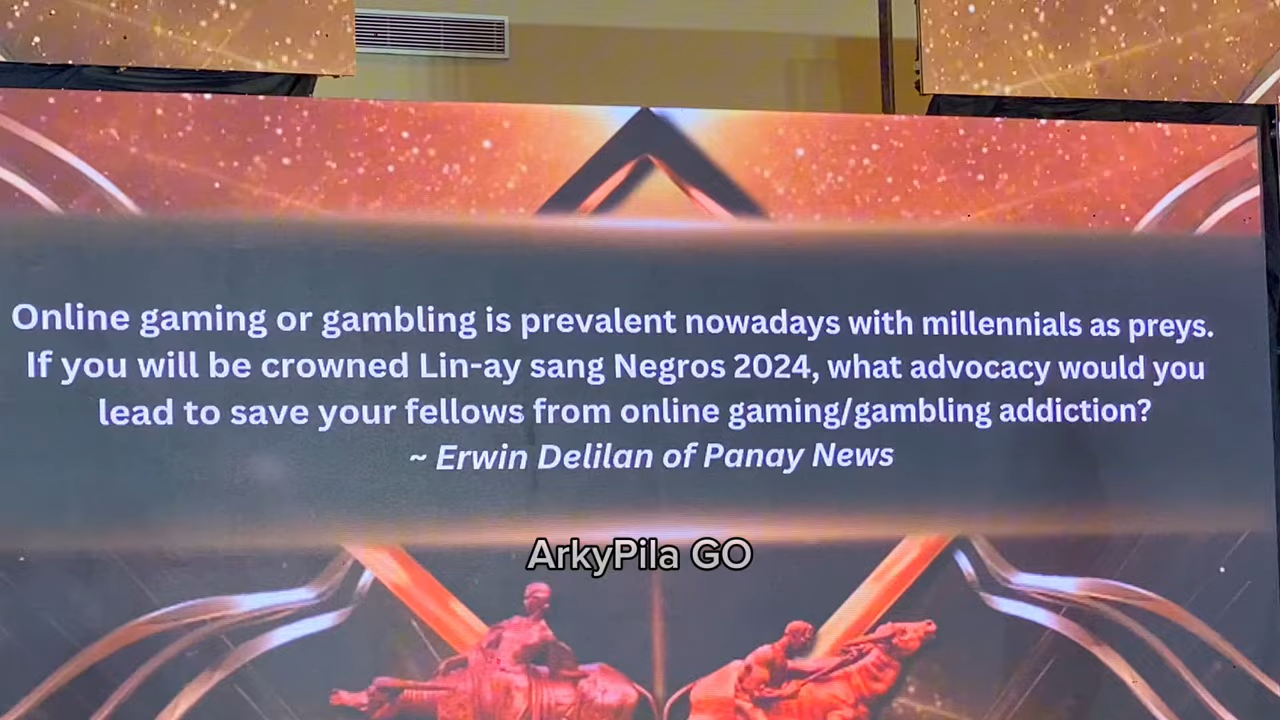 Online gaming or gambling is prevalent nowadays with millennials as preys.
If you will be crowned Lin-ay sang Negros 2024, what advocacy would you
lead to save your fellows from online gaming/gambling addiction?
~ Erwin Delilan of Panay News
ArkyPila GO